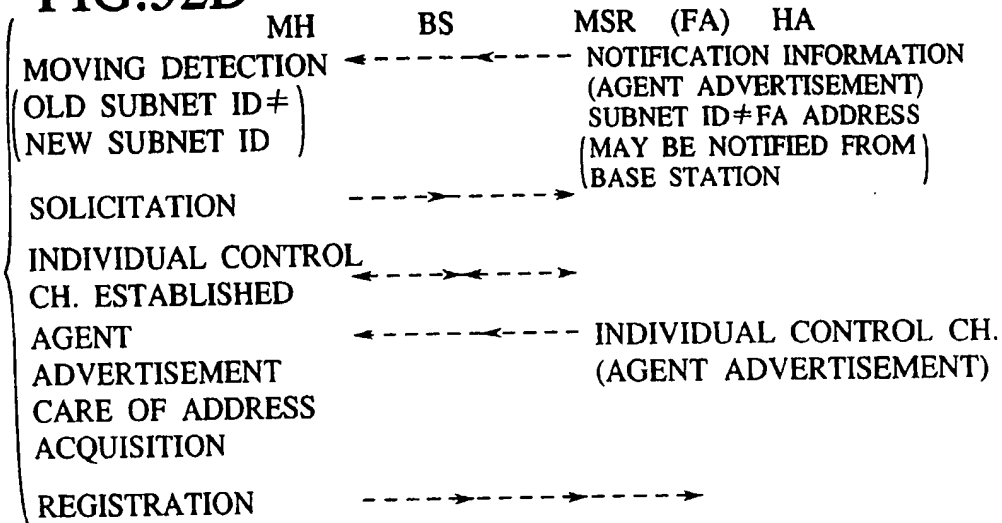 MH BS MSR (FA) HA
MOVING DETECTION NOTIFICATION INFORMATION
(OLD SUBNET ID≠ (AGENT ADVERTISEMENT)
NEW SUBNET ID) SUBNET ID≠FA ADDRESS
(MAY BE NOTIFIED FROM
BASE STATION)
SOLICITATION
INDIVIDUAL CONTROL
CH. ESTABLISHED
AGENT INDIVIDUAL CONTROL CH.
ADVERTISEMENT (AGENT ADVERTISEMENT)
CARE OF ADDRESS
ACQUISITION
REGISTRATION